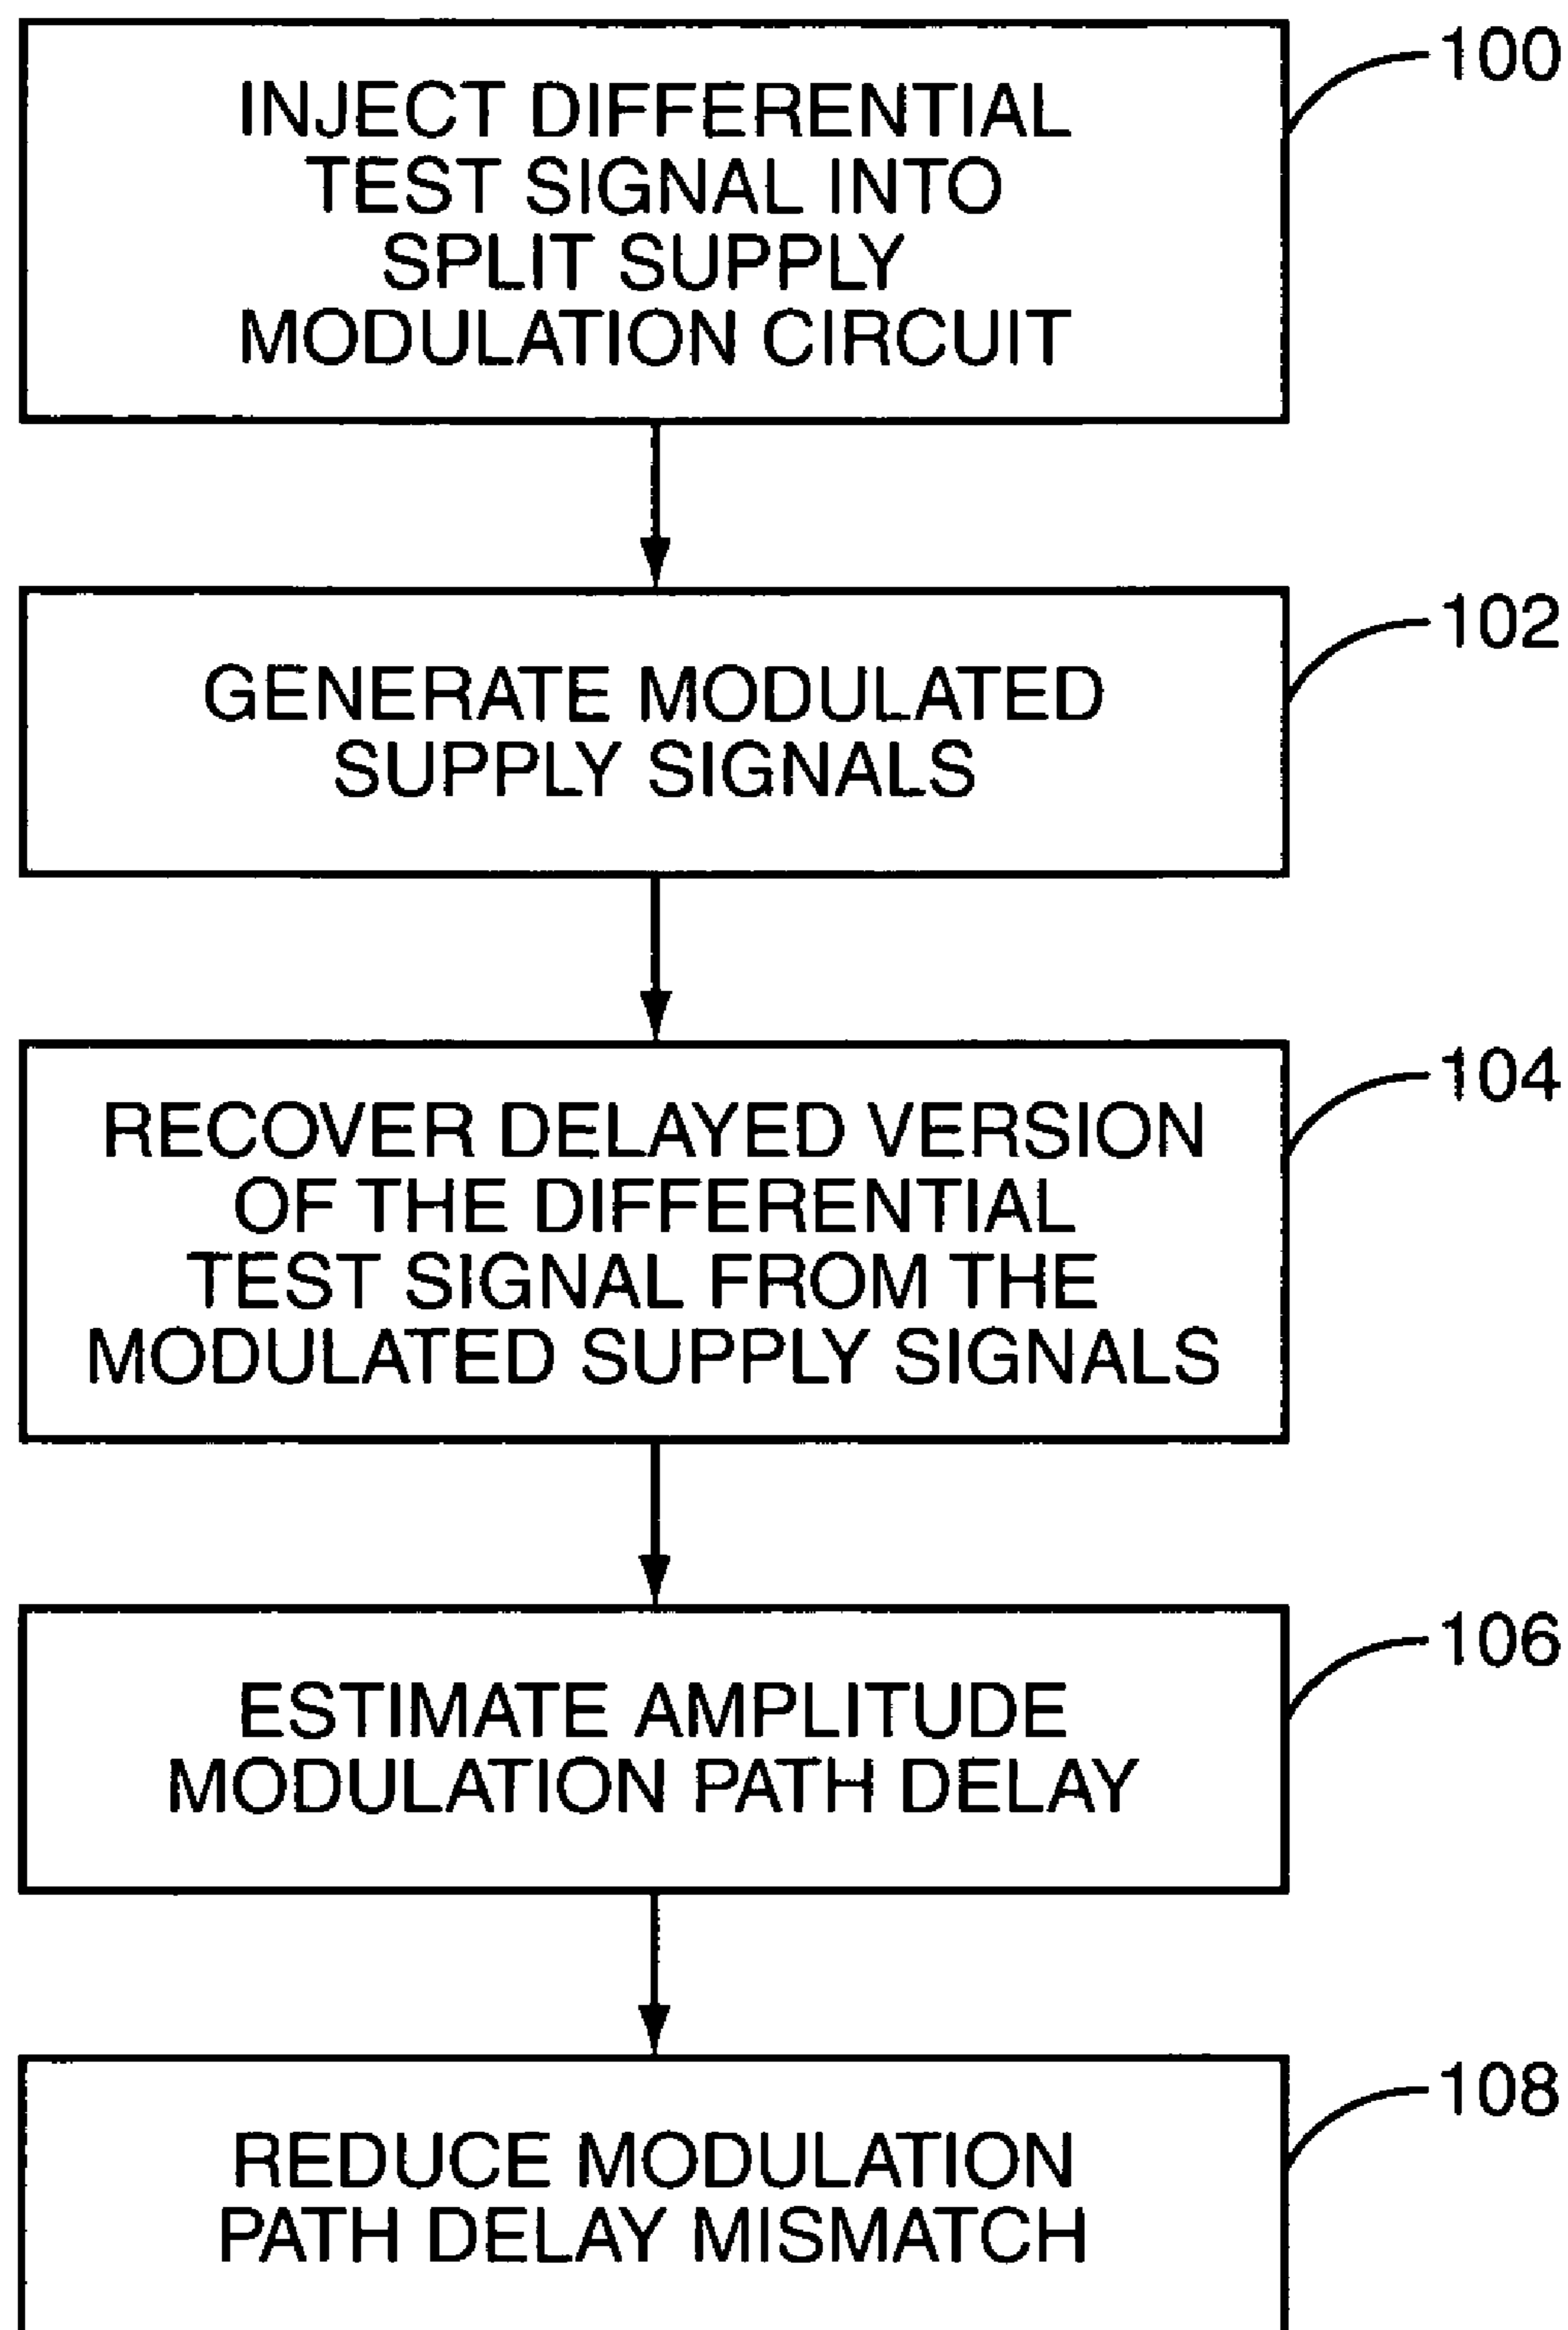 100
INJECT DIFFERENTIAL
TEST SIGNAL INTO
SPLIT SUPPLY
MODULATION CIRCUIT
102
GENERATE MODULATED
SUPPLY SIGNALS
104
RECOVER DELAYED VERSION
OF THE DIFFERENTIAL
TEST SIGNAL FROM THE
MODULATED SUPPLY SIGNALS
106
ESTIMATE AMPLITUDE
MODULATION PATH DELAY
108
REDUCE MODULATION
PATH DELAY MISMATCH